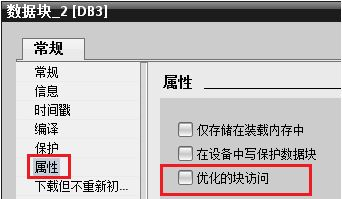 数据块_2 [DB3]
常规
常规
信息
时间戳
编译
保护
属性
下载但不重新初...
属性
仅存储在装载内存中
在设备中写保护数据块
优化的块访问